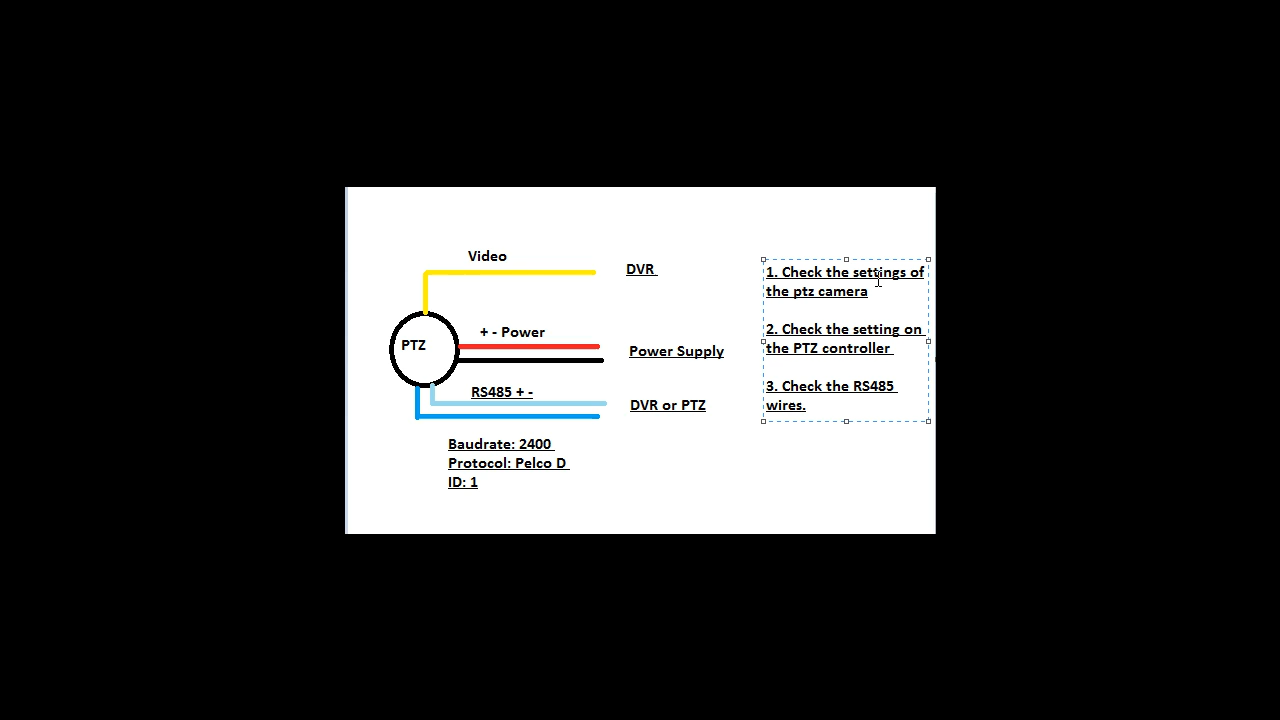 Video
DVR
+ - Power
PTZ
Power Supply
RS485 + -
DVR or PTZ
Baudrate: 2400
Protocol: Pelco D
ID: 1
1. Check the settings of
the ptz camera
2. Check the setting on
the PTZ controller
3. Check the RS485
wires.